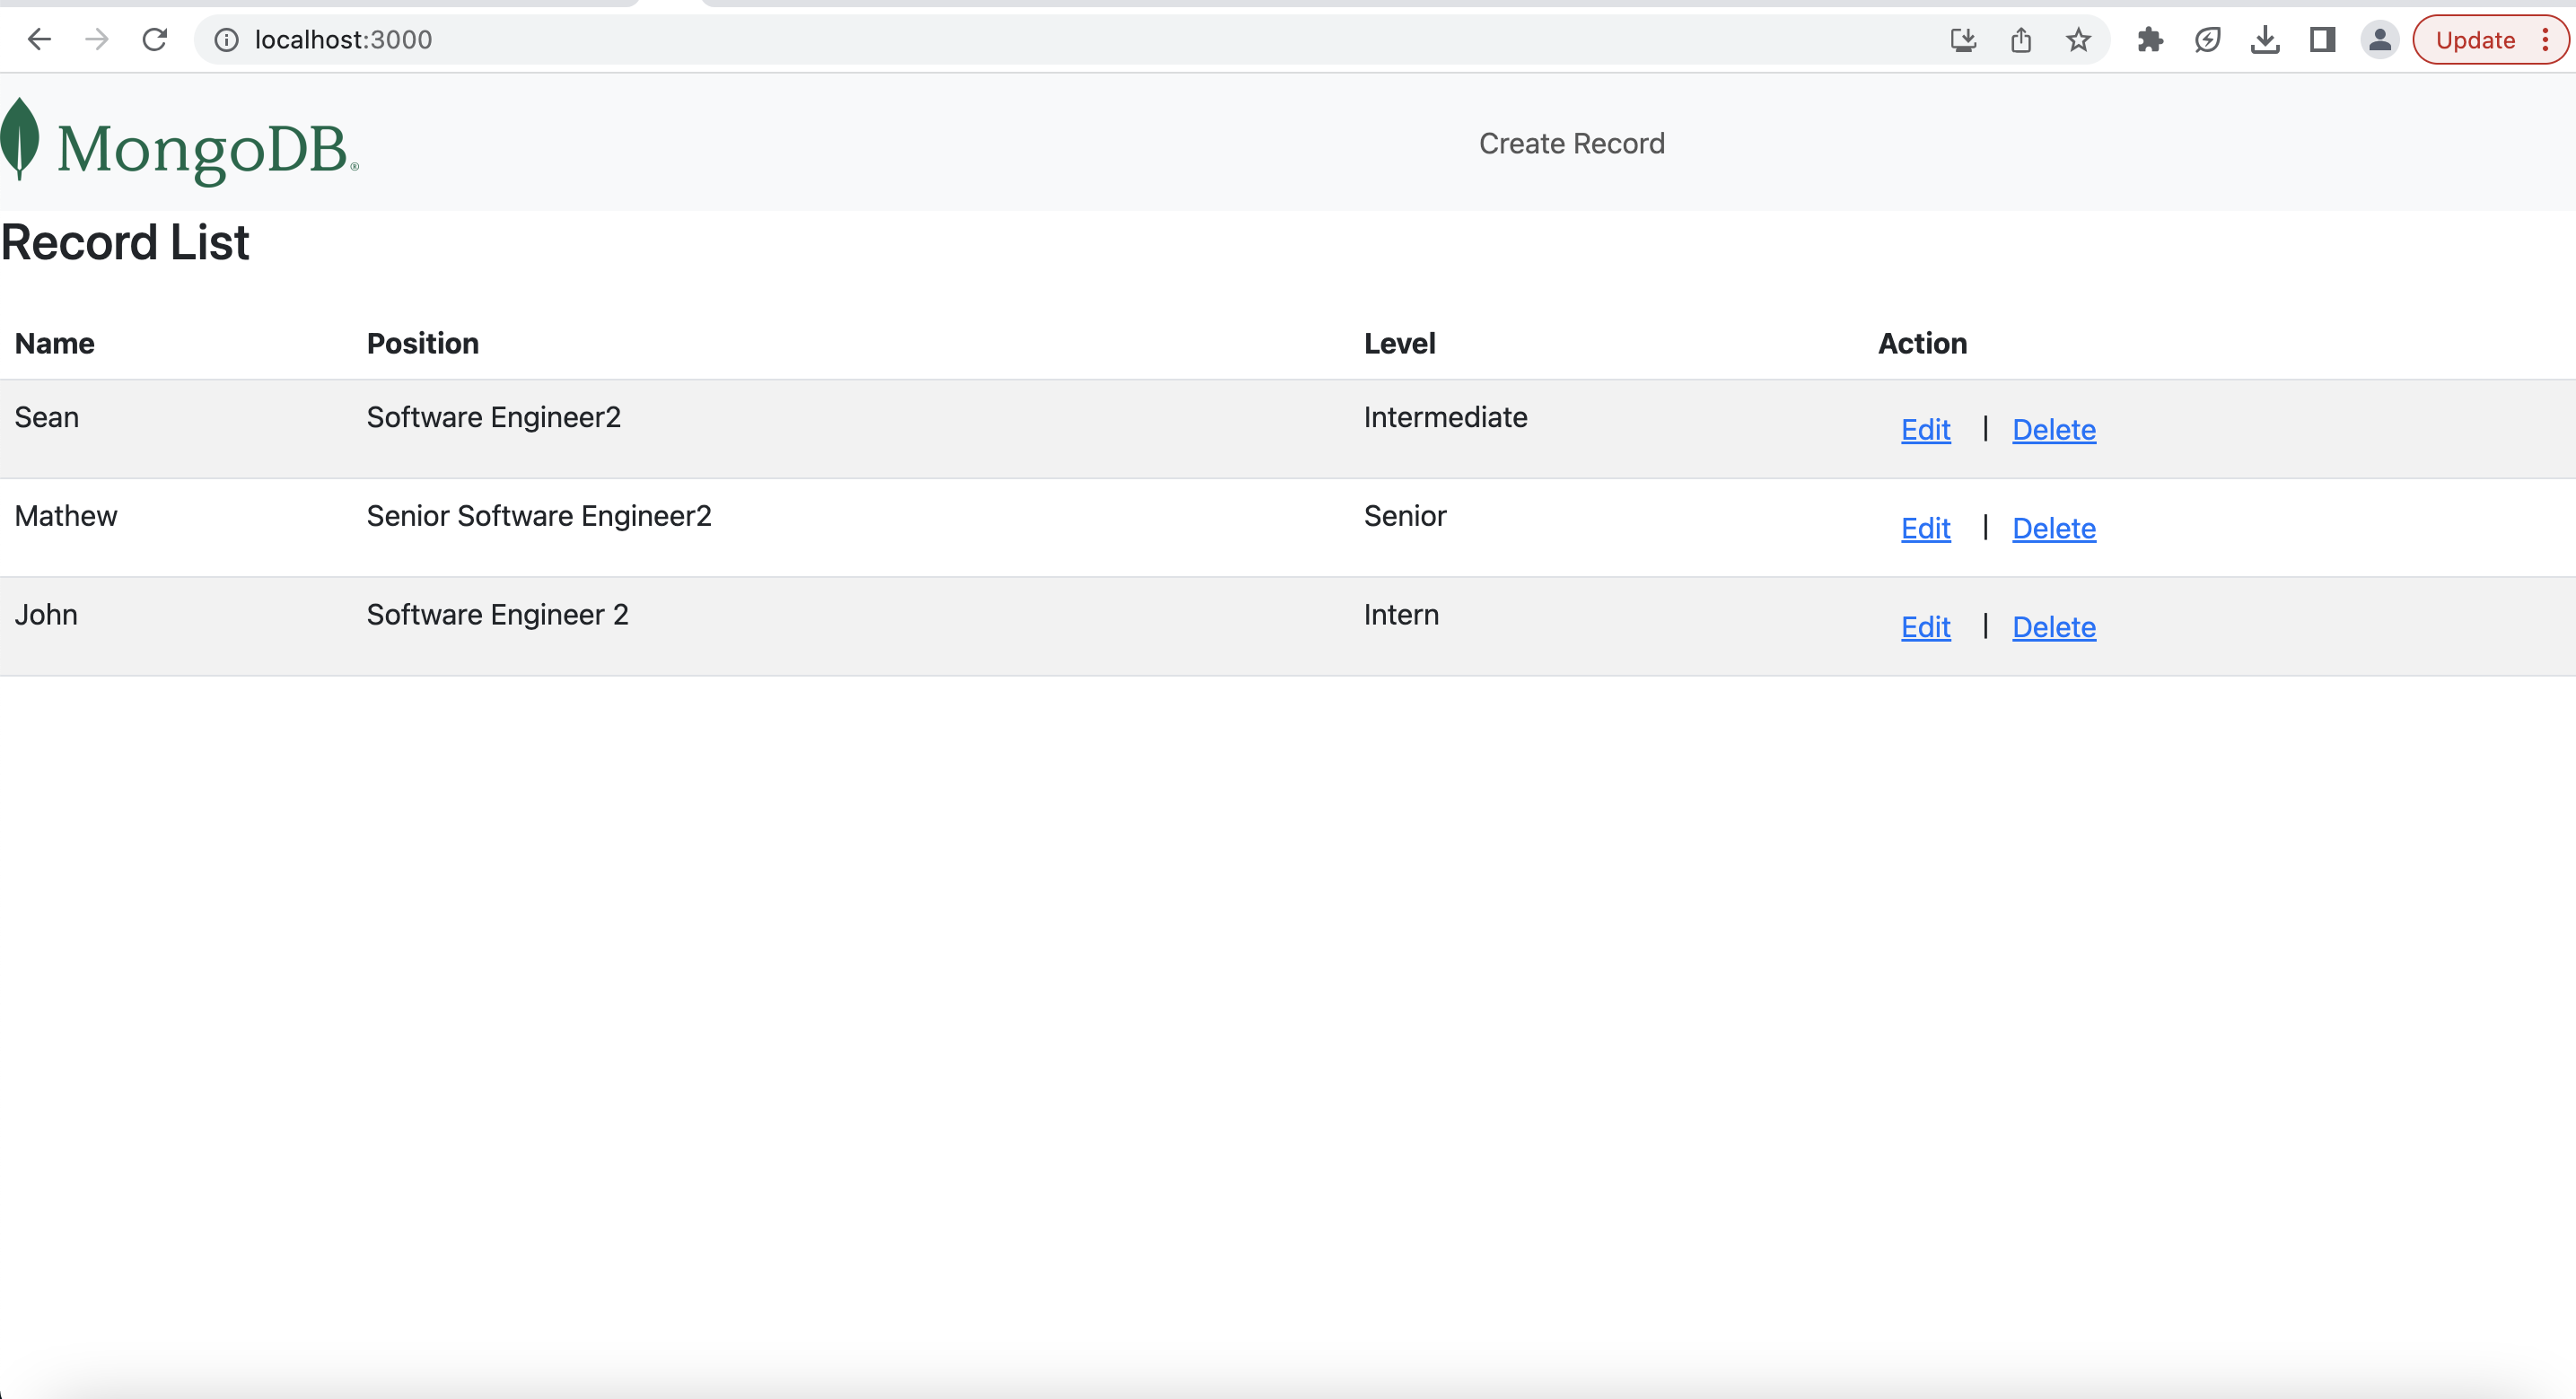 localhost:3000
Update
MongoDB®
Create Record
Record List
Name Position Level Action
Sean Software Engineer2 Intermediate Edit | Delete
Mathew Senior Software Engineer2 Senior Edit | Delete
John Software Engineer 2 Intern Edit | Delete